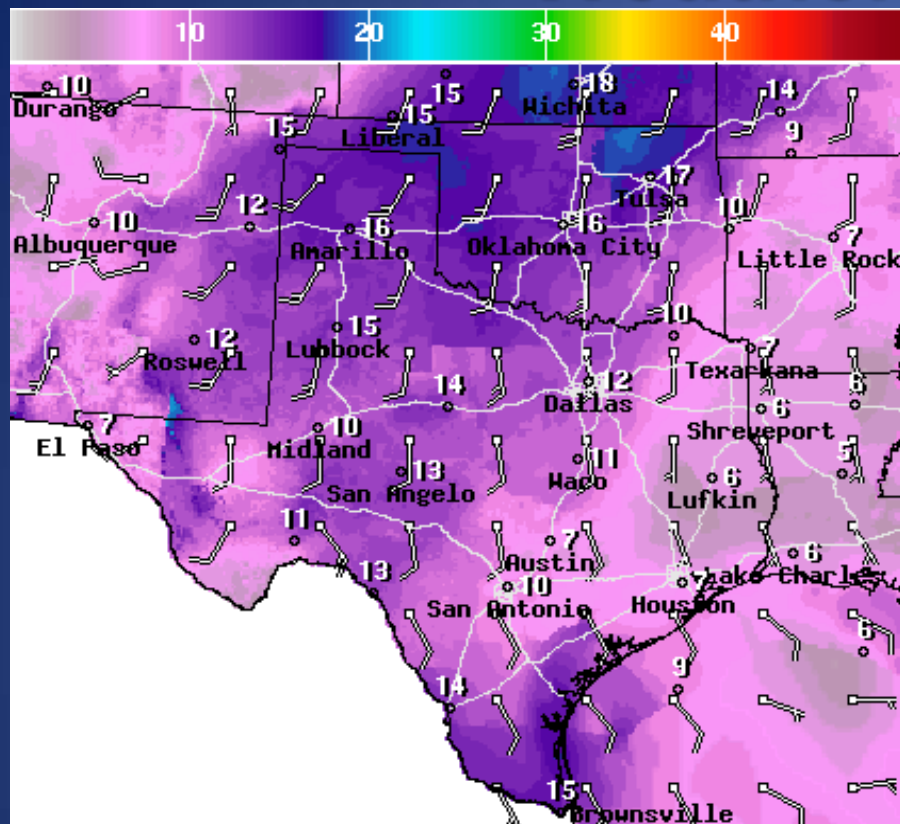 10 20 30 40
10 15 18 14
Durango Wichita
15 15
Liberal
9
17
Tulsa
10 12 16 16 10 7
Albuquerque Amarillo Oklahoma City Little Rock
12 15 10 7
Roswell Lubbock Texarkana
14 12 6 6
Dallas
7 10 Shreveport
El Paso Midland
13 11 6 5
San Angelo Waco Lufkin
11 7 6
Austin
13 10 7 Lake Charles
San Antonio Houston
6
14 9
15
Brownsville